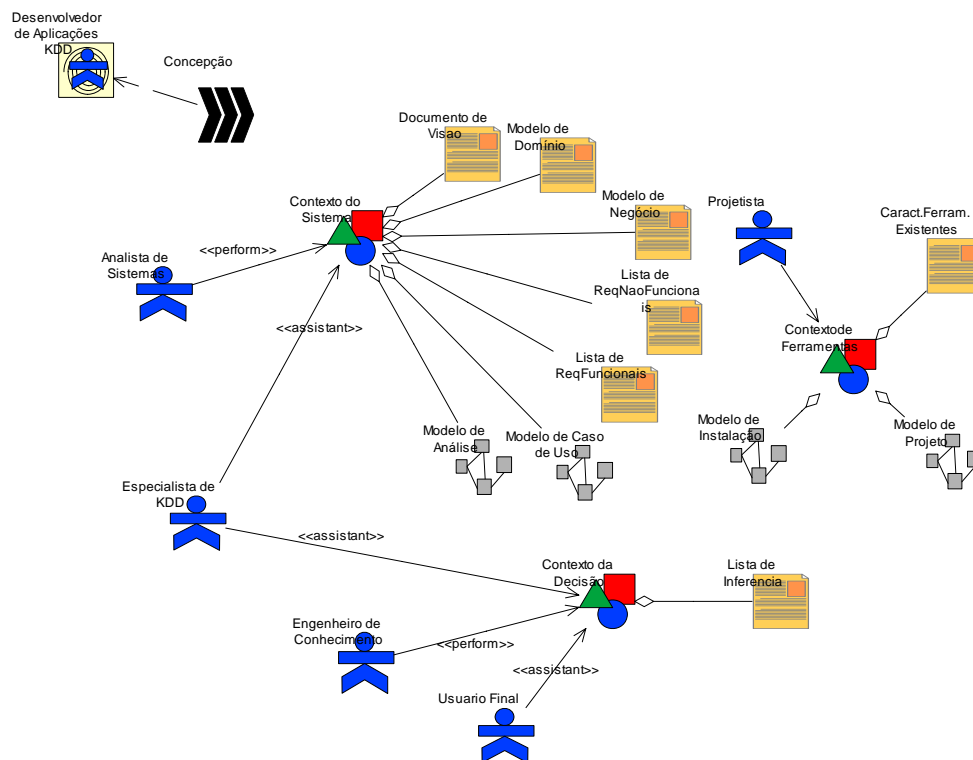 Desenvolvedor
de Aplicações
KDD
Concepção
Documento de
Visao
Modelo de
Domínio
Contexto do
Sistema
Modelo de
Negócio
Projetista
Caract.Ferram.
Existentes
<<perform>>
Analista de
Sistemas
Lista de
ReqNaoFunciona
is
<<assistant>>
Contextode
Ferramentas
Lista de
ReqFuncionais
Modelo de
Análise
Modelo de Caso
de Uso
Modelo de
Instalação
Modelo de
Projeto
Especialista de
KDD
<<assistant>>
Contexto da
Decisão
Lista de
Inferencia
Engenheiro de
Conhecimento
<<perform>>
<<assistant>>
Usuario Final